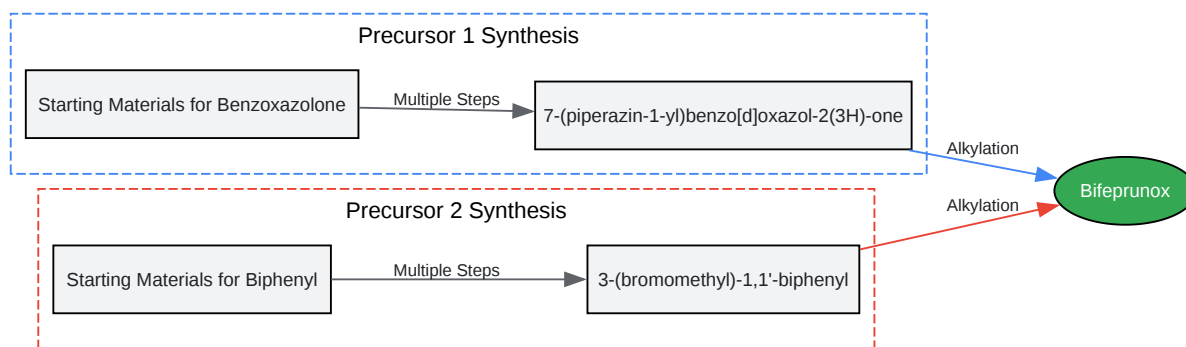 Precursor 1 Synthesis
Starting Materials for Benzoxazolone
Multiple Steps
7-(piperazin-1-yl)benzo[d]oxazol-2(3H)-one
Alkylation
Bifeprunox
Alkylation
Precursor 2 Synthesis
Starting Materials for Biphenyl
Multiple Steps
3-(bromomethyl)-1,1'-biphenyl